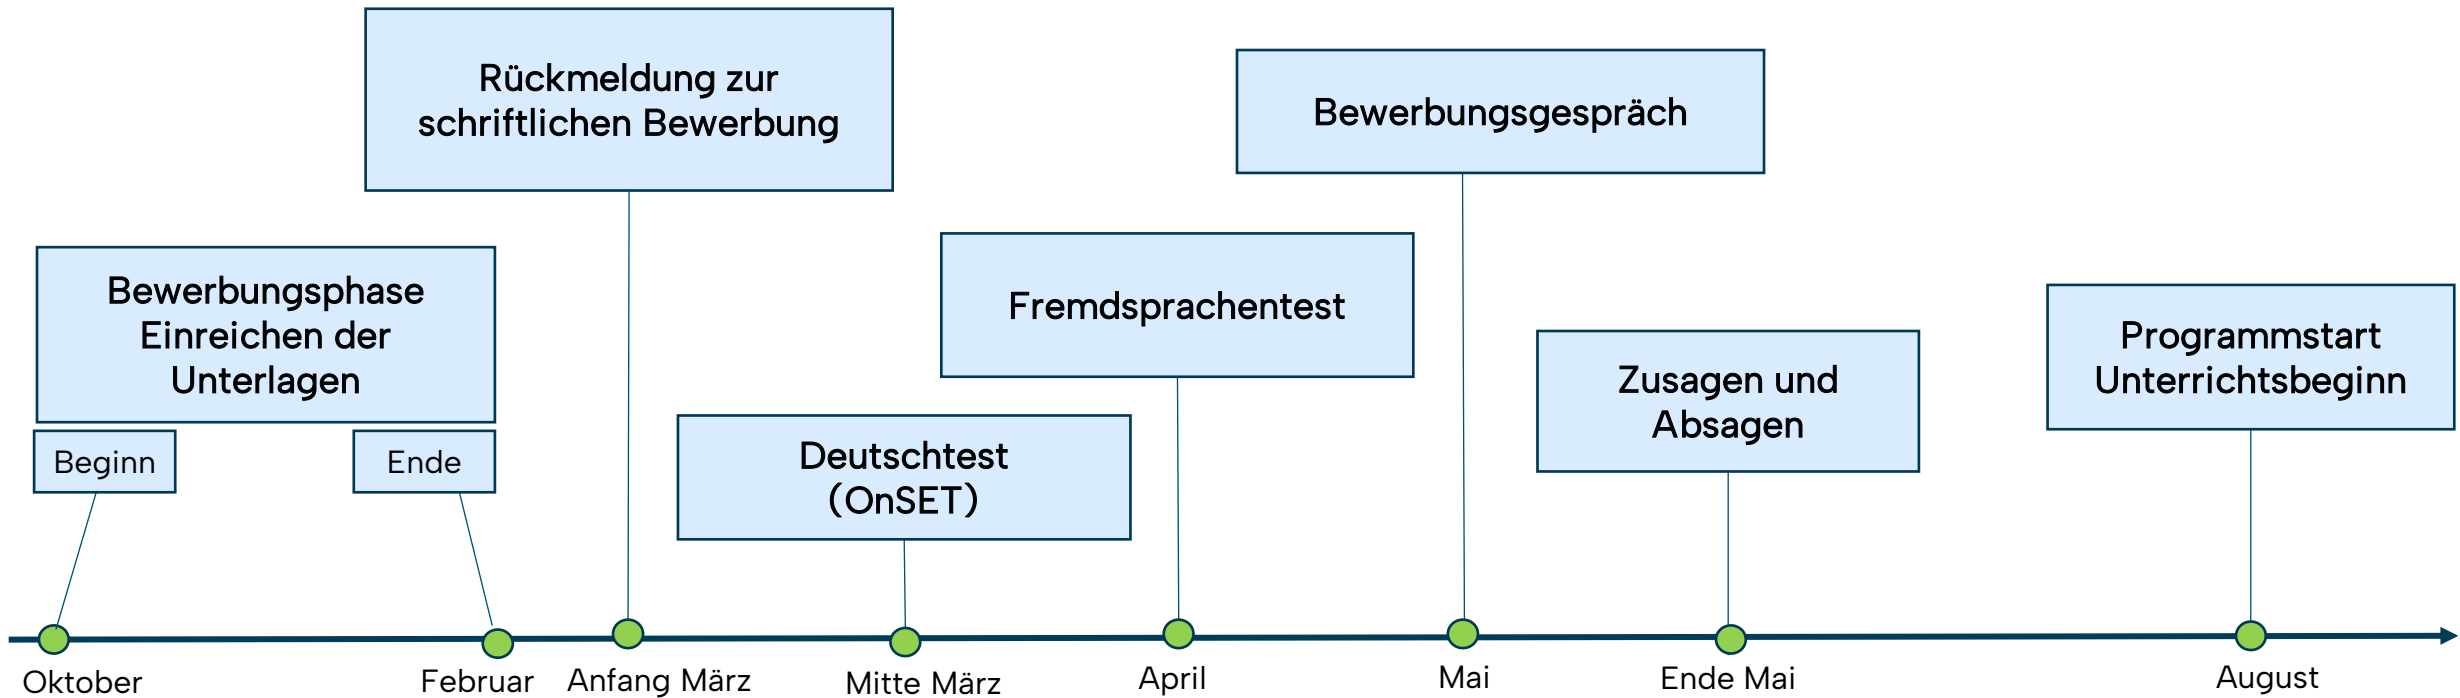 Rückmeldung zur
schriftlichen Bewerbung
Bewerbungsgespräch
Bewerbungsphase
Einreichen der
Unterlagen
Beginn
Ende
Fremdsprachentest
Deutschtest
(OnSET)
Zusagen und
Absagen
Programmstart
Unterrichtsbeginn
Oktober
Februar
Anfang März
Mitte März
April
Mai
Ende Mai
August